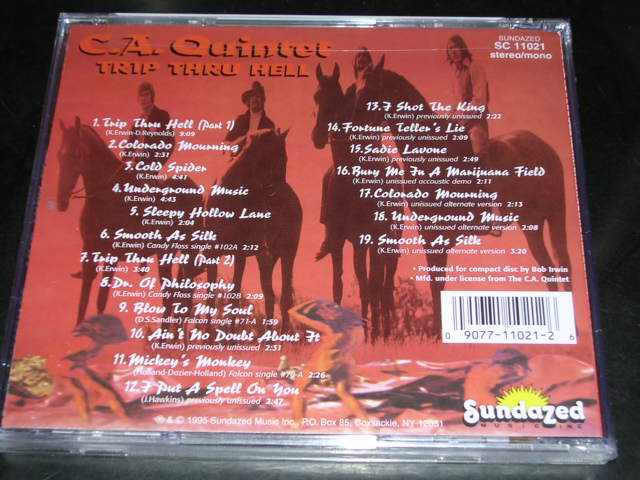 C.A. Quintet
TRIP THRU HELL
SUNDAZED
SC 11021
stereo/mono
1. Trip Thru Hell (Part 1)
(K.Erwin-D.Reynolds) 9:09
2. Colorado Mourning
(K.Erwin) 2:31
3. Cold Spider
(K.Erwin) 4:41
4. Underground Music
(K.Erwin) 4:43
5. Sleepy Hollow Lane
(K.Erwin) 2:04
6. Smooth As Silk
(K.Erwin) Candy Floss single #102A 2:12
7. Trip Thru Hell (Part 2)
(K.Erwin) 3:40
8. Dr. Of Philosophy
(K.Erwin) Candy Floss single #102B 2:09
9. Blow To My Soul
(D.S.Sandler) Falcon single #71-A 1:59
10. Ain't No Doubt About It
(K.Erwin) previously unissued 2:31
11. Mickey's Monkey
(Holland-Dozier-Holland) Falcon single #70-A 2:26
12. I Put A Spell On You
(J.Hawkins) previously unissued 2:47
13. I Shot The King
(K.Erwin) previously unissued 2:22
14. Fortune Teller's Lie
(K.Erwin) previously unissued 2:09
15. Sadie Lavone
(K.Erwin) previously unissued 2:49
16. Bury Me In A Marijuana Field
(K.Erwin) unissued accoustic demo 2:11
17. Colorado Mourning
(K.Erwin) unissued alternate version 2:13
18. Underground Music
(K.Erwin) unissued alternate version 2:08
19. Smooth As Silk
(K.Erwin) unissued alternate version 3:20
• Produced for compact disc by Bob Irwin
• Mfd. under license from The C.A. Quintet
0 9077-11021-2 6
Sundazed
MUSIC INC.
℗ & © 1995 Sundazed Music Inc. P.O. Box 85, Coxsackie, NY 12051